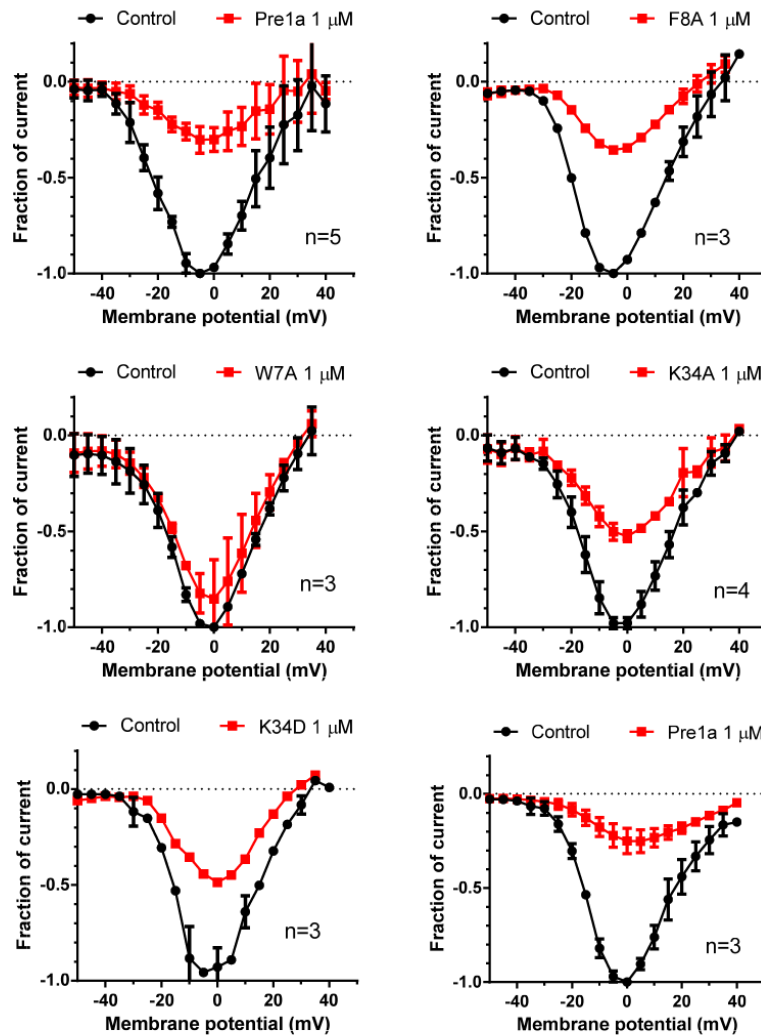 Control Pre1a 1 μM
Fraction of current
0.0
-0.5
-1.0
n=5
-40 -20 0 20 40
Membrane potential (mV)
Control F8A 1 μM
Fraction of current
0.0
-0.5
-1.0
n=3
-40 -20 0 20 40
Membrane potential (mV)
Control W7A 1 μM
Fraction of current
0.0
-0.5
-1.0
n=3
-40 -20 0 20 40
Membrane potential (mV)
Control K34A 1 μM
Fraction of current
0.0
-0.5
-1.0
n=4
-40 -20 0 20 40
Membrane potential (mV)
Control K34D 1 μM
Fraction of current
0.0
-0.5
-1.0
n=3
-40 -20 0 20 40
Membrane potential (mV)
Control Pre1a 1 μM
Fraction of current
0.0
-0.5
-1.0
n=3
-40 -20 0 20 40
Membrane potential (mV)